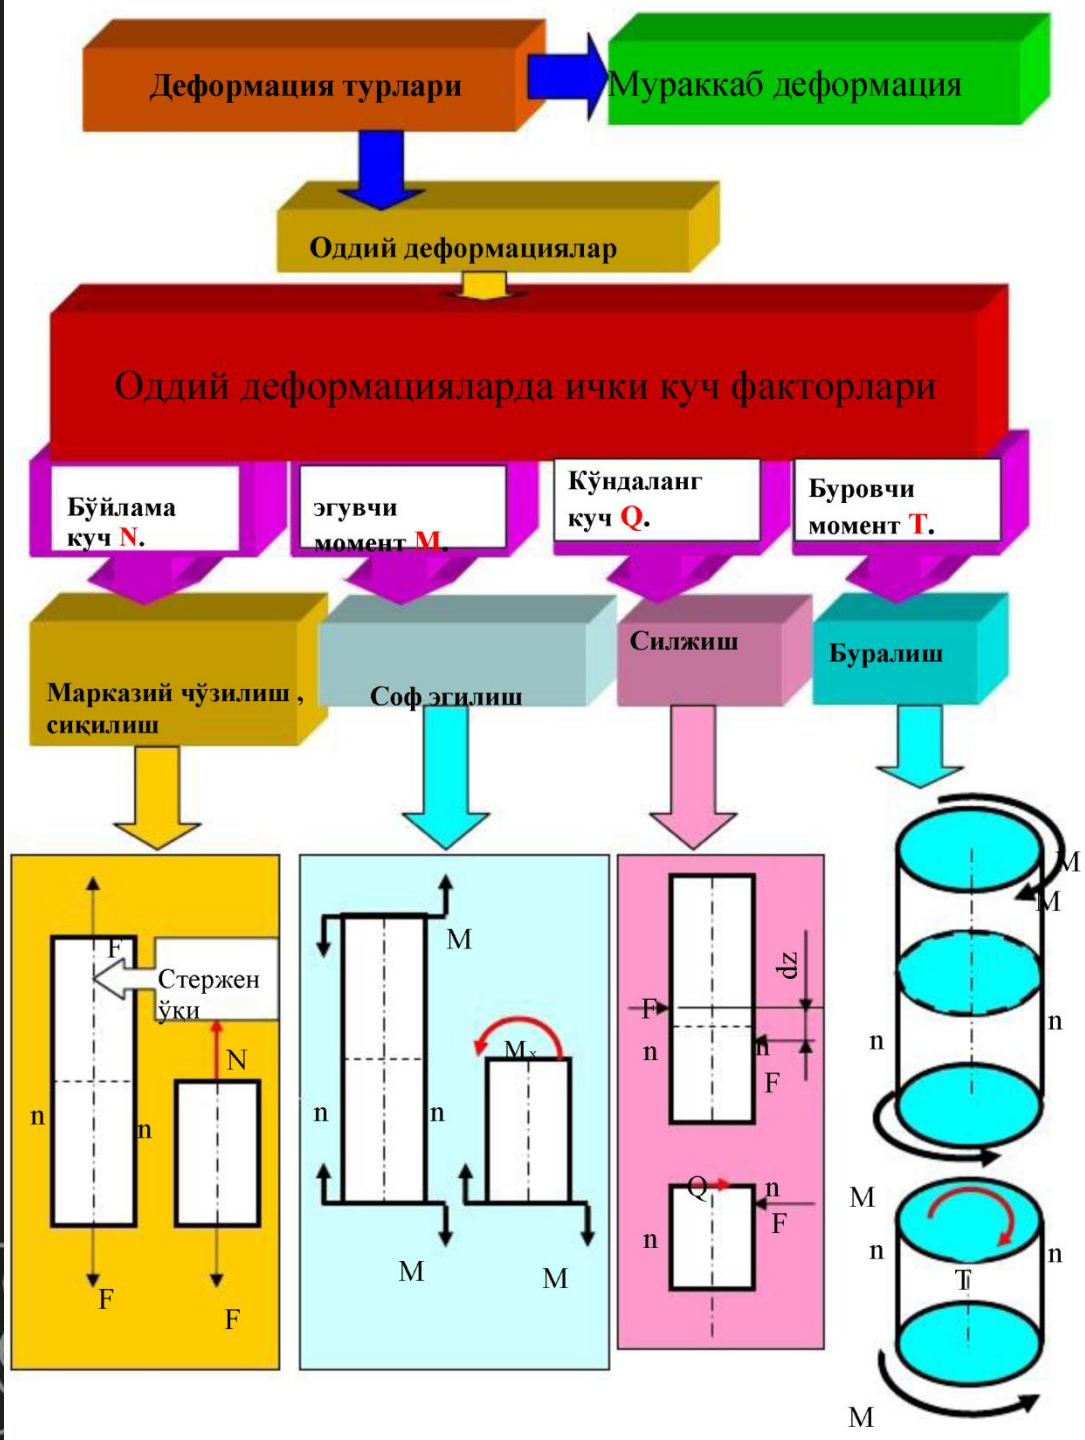 Деформация турлари
Мураккаб деформация
Оддий деформациялар
Оддий деформацияларда ички куч факторлари
Бўйлама
куч N.
эгувчи
момент M.
Кўндаланг
куч Q.
Буровчи
момент T.
Марказий чўзилиш ,
сиқилиш
Соф эгилиш
Силжиш
Буралиш
F
Стержен
ўқи
N
n
n
F
F
M
Mx
n
n
M
M
dz
F
n
n
F
Q
n
F
n
M
M
n
n
M
n
n
T
M